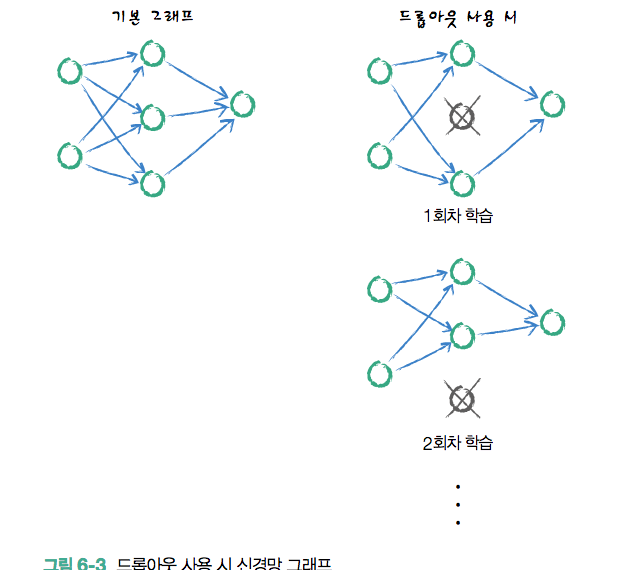 기본 그래프
드롭아웃 사용 시
1회차 학습
2회차 학습
그림 6-3 드롭아웃 사용 시 신경망 그래프